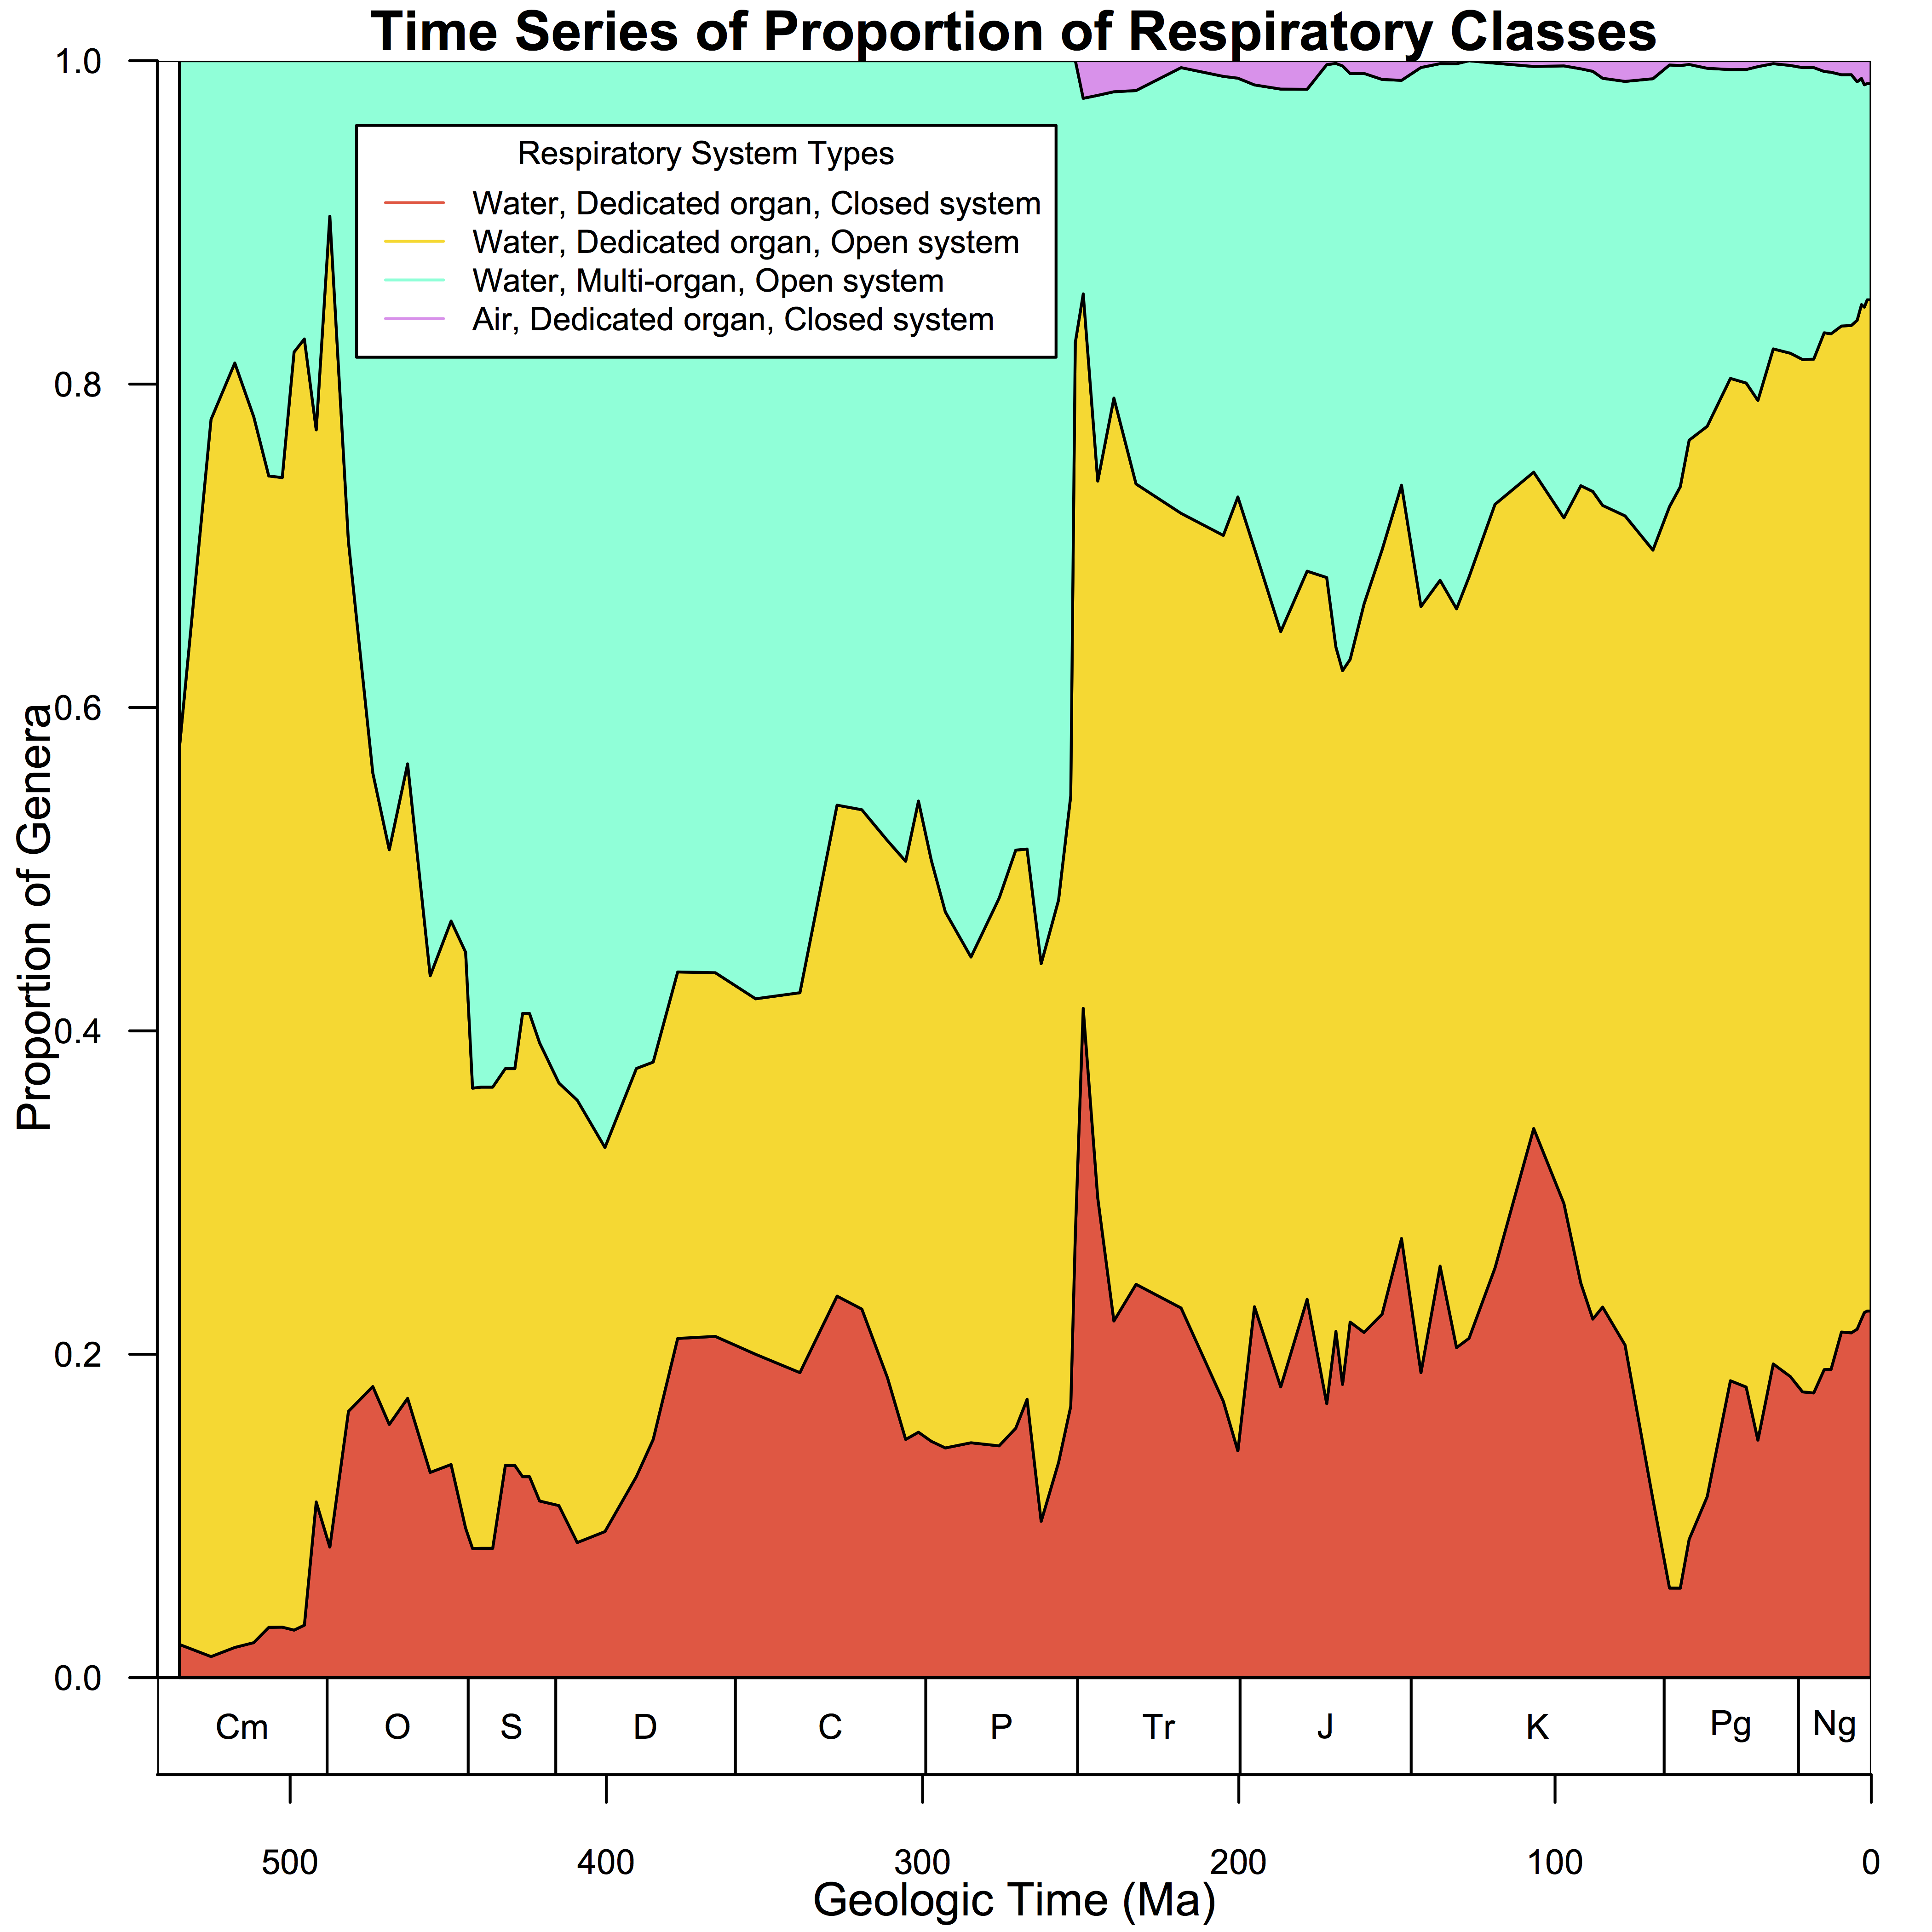 Time Series of Proportion of Respiratory Classes
1.0
0.8
0.6
0.4
0.2
0.0
Proportion of Genera
Respiratory System Types
Water, Dedicated organ, Closed system
Water, Dedicated organ, Open system
Water, Multi-organ, Open system
Air, Dedicated organ, Closed system
Cm O S D C P Tr J K Pg Ng
500 400 300 200 100 0
Geologic Time (Ma)